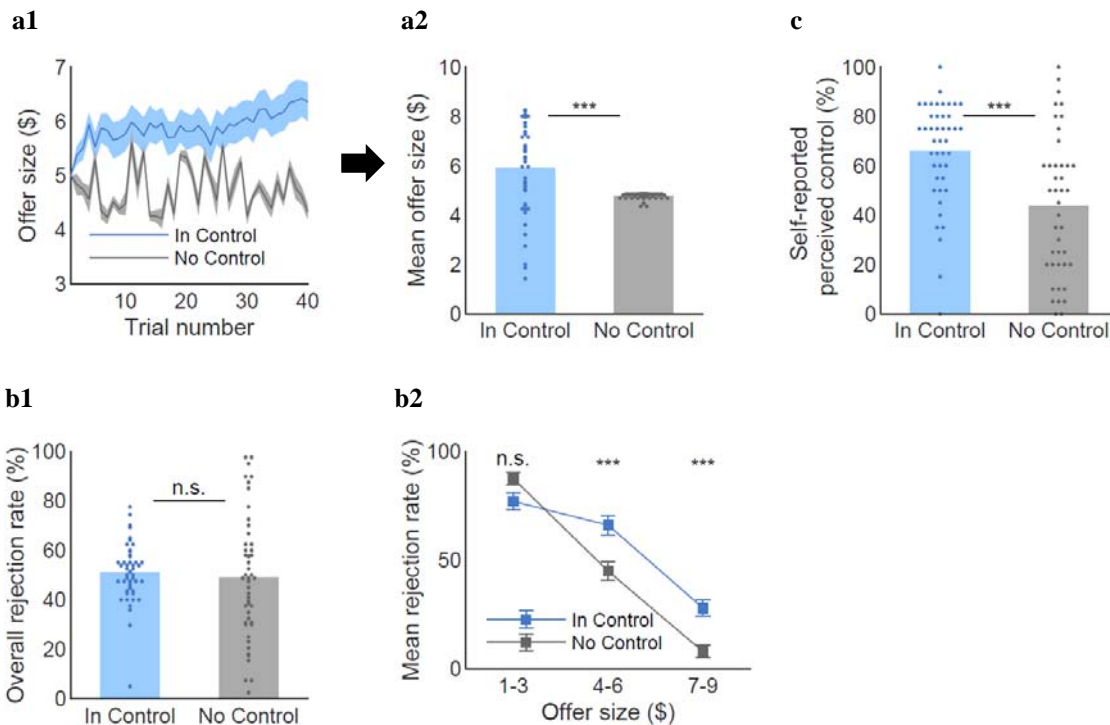 a1
7
6
5
4
3
Offer size ($)
In Control
No Control
10
20
30
40
Trial number
a2
10
8
6
4
2
0
Mean offer size ($)
***
In Control
No Control
c
100
80
60
40
20
0
Self-reported
perceived control (%)
***
In Control
No Control
b1
100
80
60
40
20
0
Overall rejection rate (%)
n.s.
In Control
No Control
b2
100
50
0
Mean rejection rate (%)
n.s.
***
***
In Control
No Control
1-3
4-6
7-9
Offer size ($)